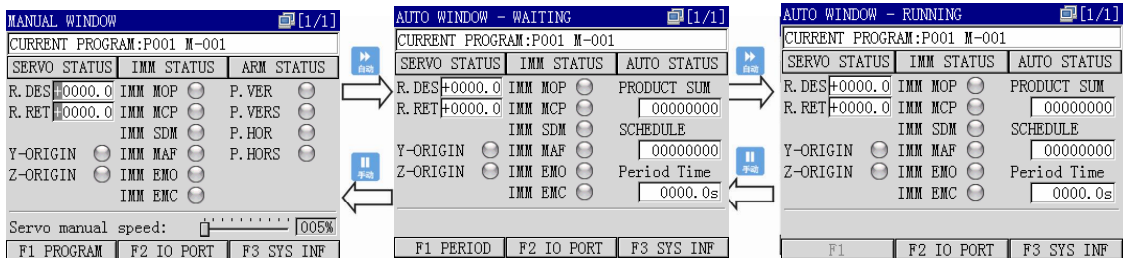 MANUAL WINDOW [1/1]
CURRENT PROGRAM:P001 M-001
SERVO STATUS IMM STATUS ARM STATUS
R.DES +0000.0 IMM MOP P.VER
R.RET +0000.0 IMM MCP P.VERS
IMM SDM P.HOR
Y-ORIGIN IMM MAF P.HORS
Z-ORIGIN IMM EMO
IMM EMC
Servo manual speed: 005%
F1 PROGRAM F2 IO PORT F3 SYS INF
自动
手动
AUTO WINDOW - WAITING [1/1]
CURRENT PROGRAM:P001 M-001
SERVO STATUS IMM STATUS AUTO STATUS
R.DES +0000.0 IMM MOP PRODUCT SUM
R.RET +0000.0 IMM MCP 00000000
IMM SDM SCHEDULE
Y-ORIGIN IMM MAF 00000000
Z-ORIGIN IMM EMO Period Time
IMM EMC 0000.0s
F1 PERIOD F2 IO PORT F3 SYS INF
自动
手动
AUTO WINDOW - RUNNING [1/1]
CURRENT PROGRAM:P001 M-001
SERVO STATUS IMM STATUS AUTO STATUS
R.DES +0000.0 IMM MOP PRODUCT SUM
R.RET +0000.0 IMM MCP 00000000
IMM SDM SCHEDULE
Y-ORIGIN IMM MAF 00000000
Z-ORIGIN IMM EMO Period Time
IMM EMC 0000.0s
F1 F2 IO PORT F3 SYS INF